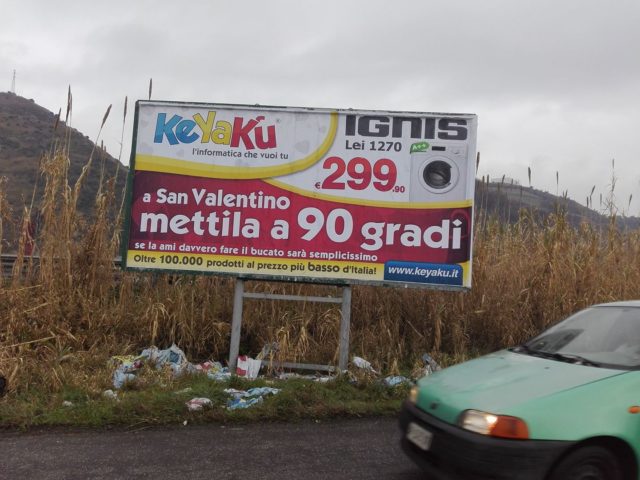 KeYaKu'
l'informatica che vuoi tu
IGNIS
Lei 1270
A++
€299.90
a San Valentino
mettila a 90 gradi
se la ami davvero fare il bucato sarà semplicissimo
Oltre 100.000 prodotti al prezzo più basso d'Italia!
www.keyaku.it